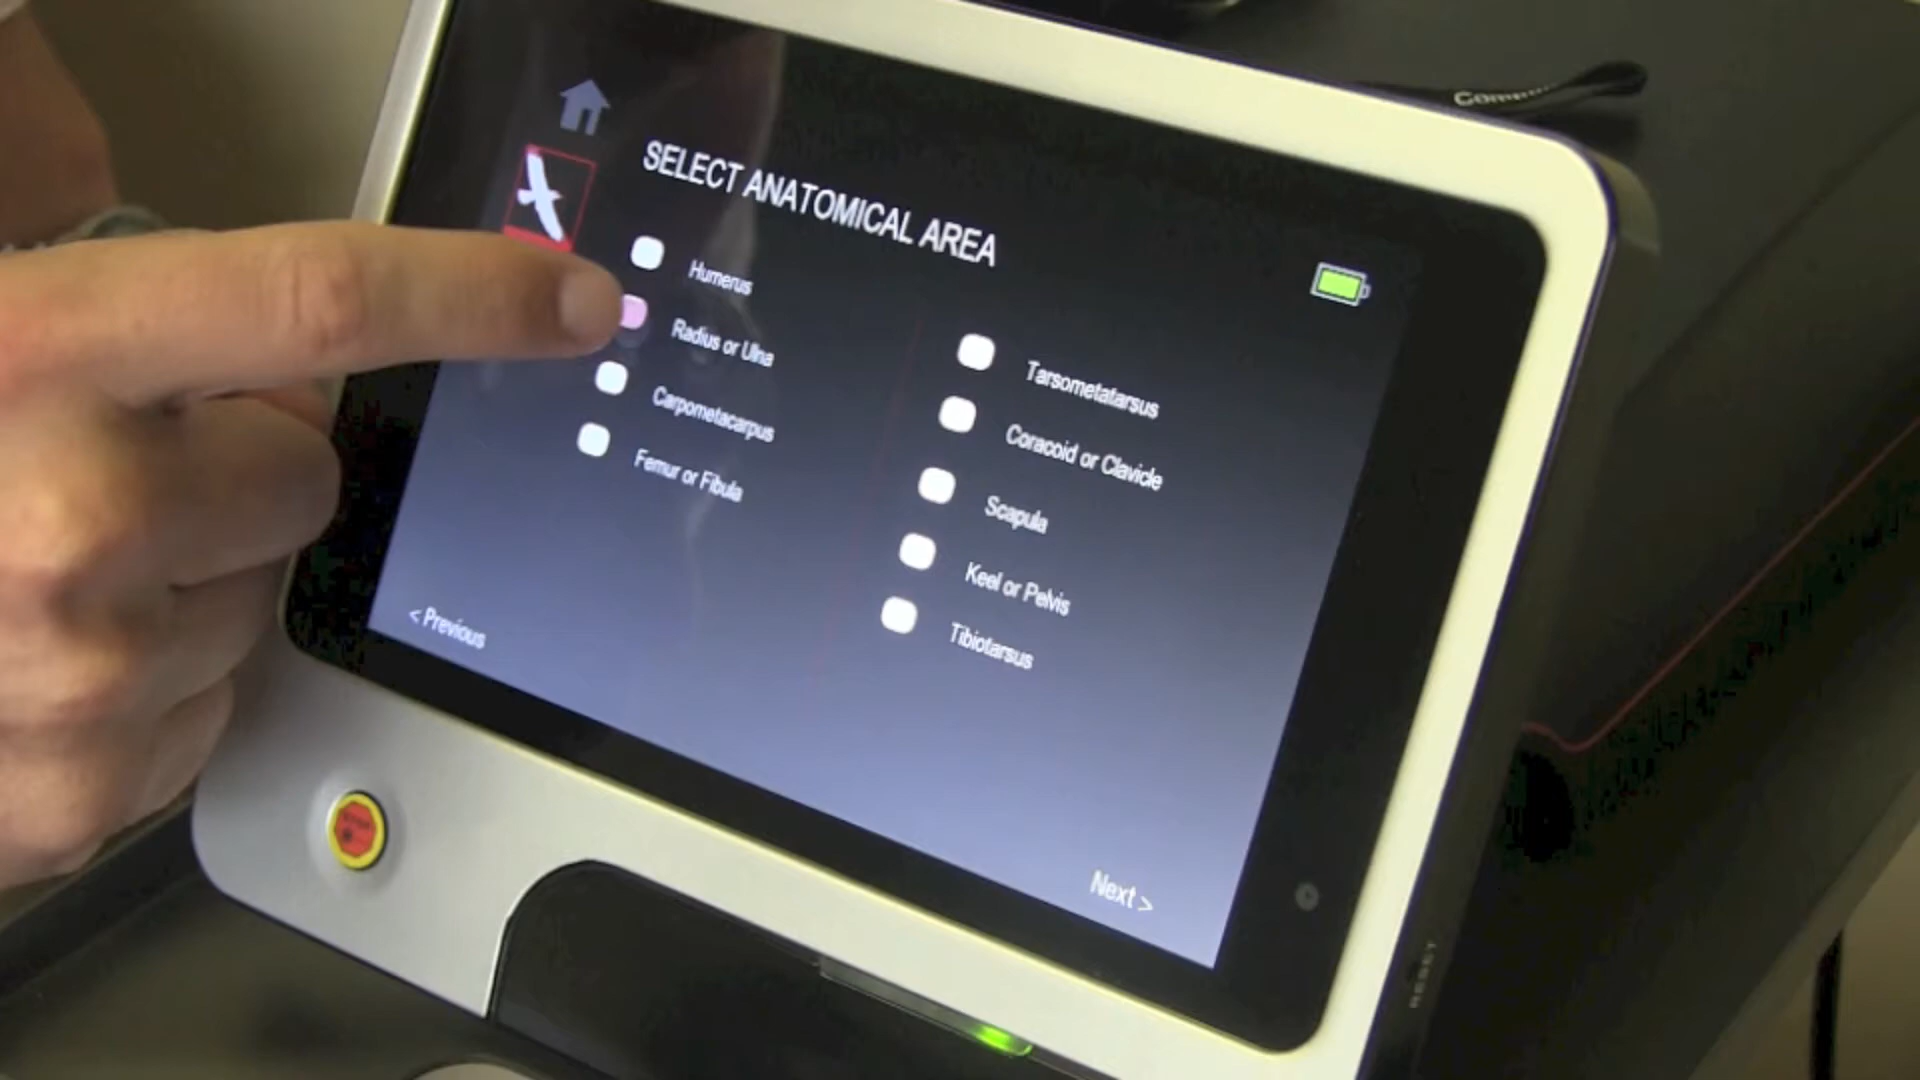 SELECT ANATOMICAL AREA
Humerus
Radius or Ulna
Carpometacarpus
Femur or Fibula
Tarsometatarsus
Coracoid or Clavicle
Scapula
Keel or Pelvis
Tibiotarsus
< Previous
Next >
RESET